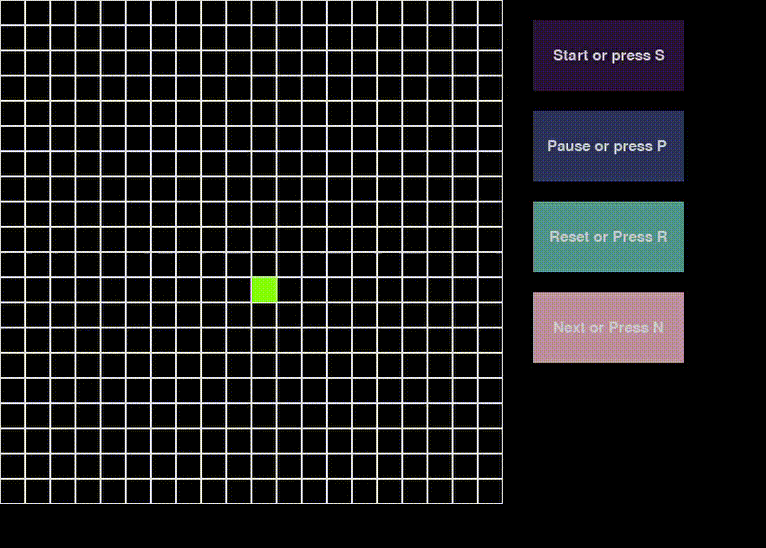 Start or press S
Pause or press P
Reset or Press R
Next or Press N